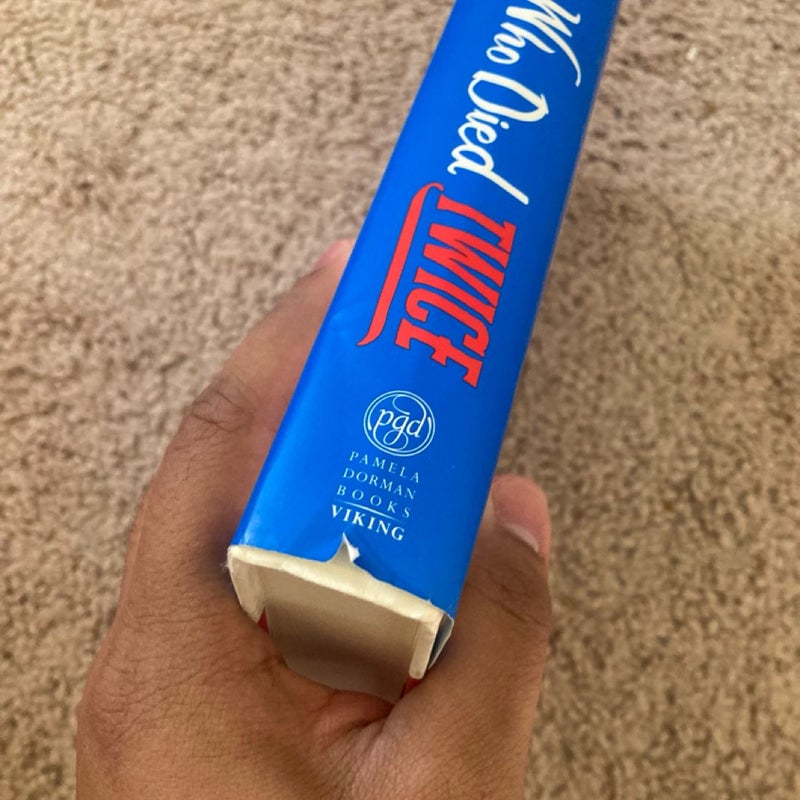 Who Died TWICE
pgd
PAMELA
DORMAN
BOOKS
VIKING